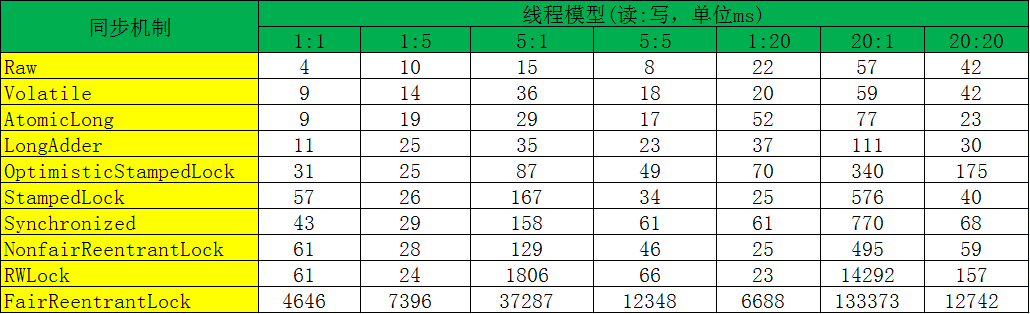 同步机制 线程模型(读:写，单位ms)
1:1 1:5 5:1 5:5 1:20 20:1 20:20
Raw 4 10 15 8 22 57 42
Volatile 9 14 36 18 20 59 42
AtomicLong 9 19 29 17 52 77 23
LongAdder 11 25 35 23 37 111 30
OptimisticStampedLock 31 25 87 49 70 340 175
StampedLock 57 26 167 34 25 576 40
Synchronized 43 29 158 61 61 770 68
NonfairReentrantLock 61 28 129 46 25 495 59
RWLock 61 24 1806 66 23 14292 157
FairReentrantLock 4646 7396 37287 12348 6688 133373 12742